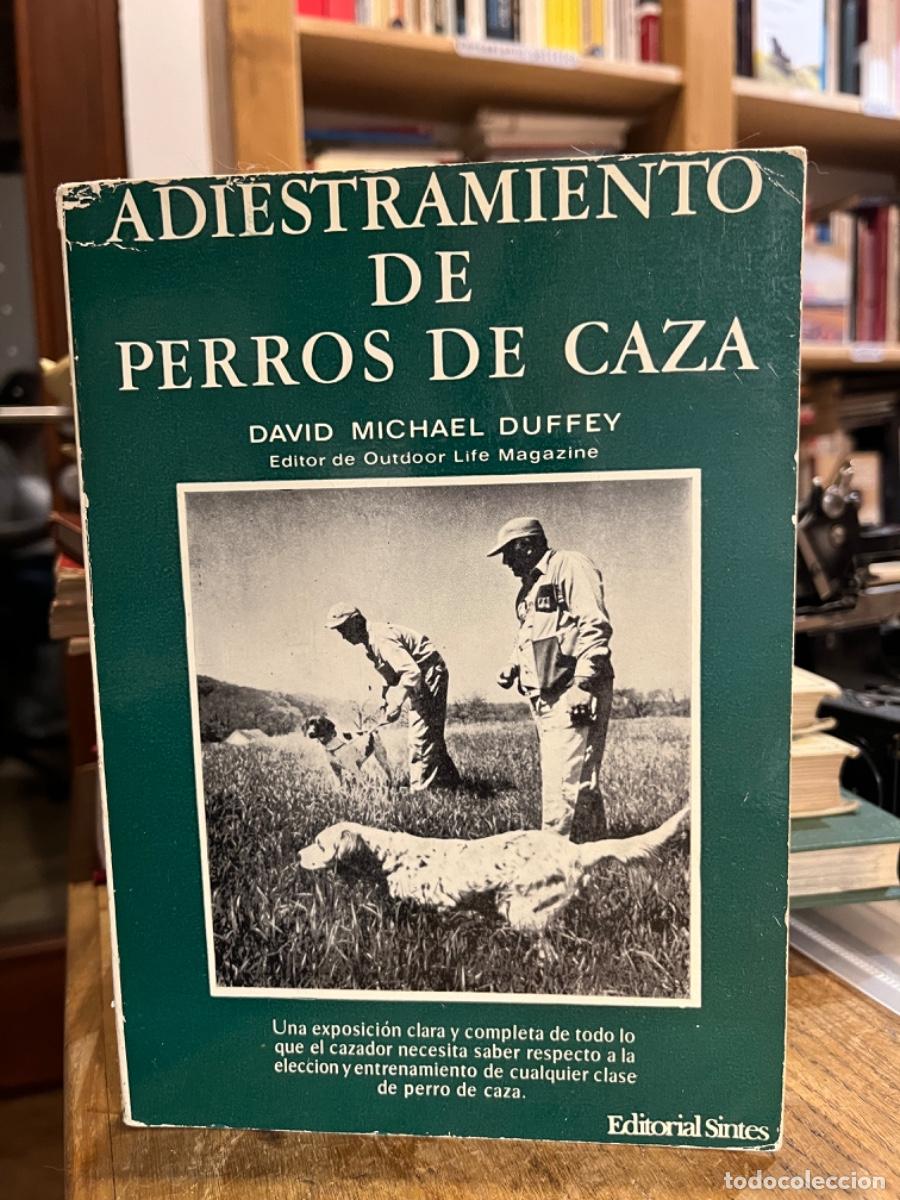 ADIESTRAMIENTO
DE
PERROS DE CAZA
DAVID MICHAEL DUFFEY
Editor de Outdoor Life Magazine
Una exposición clara y completa de todo lo
que el cazador necesita saber respecto a la
eleccion y entrenamiento de cualquier clase
de perro de caza.
Editorial Sintes
todocoleccion